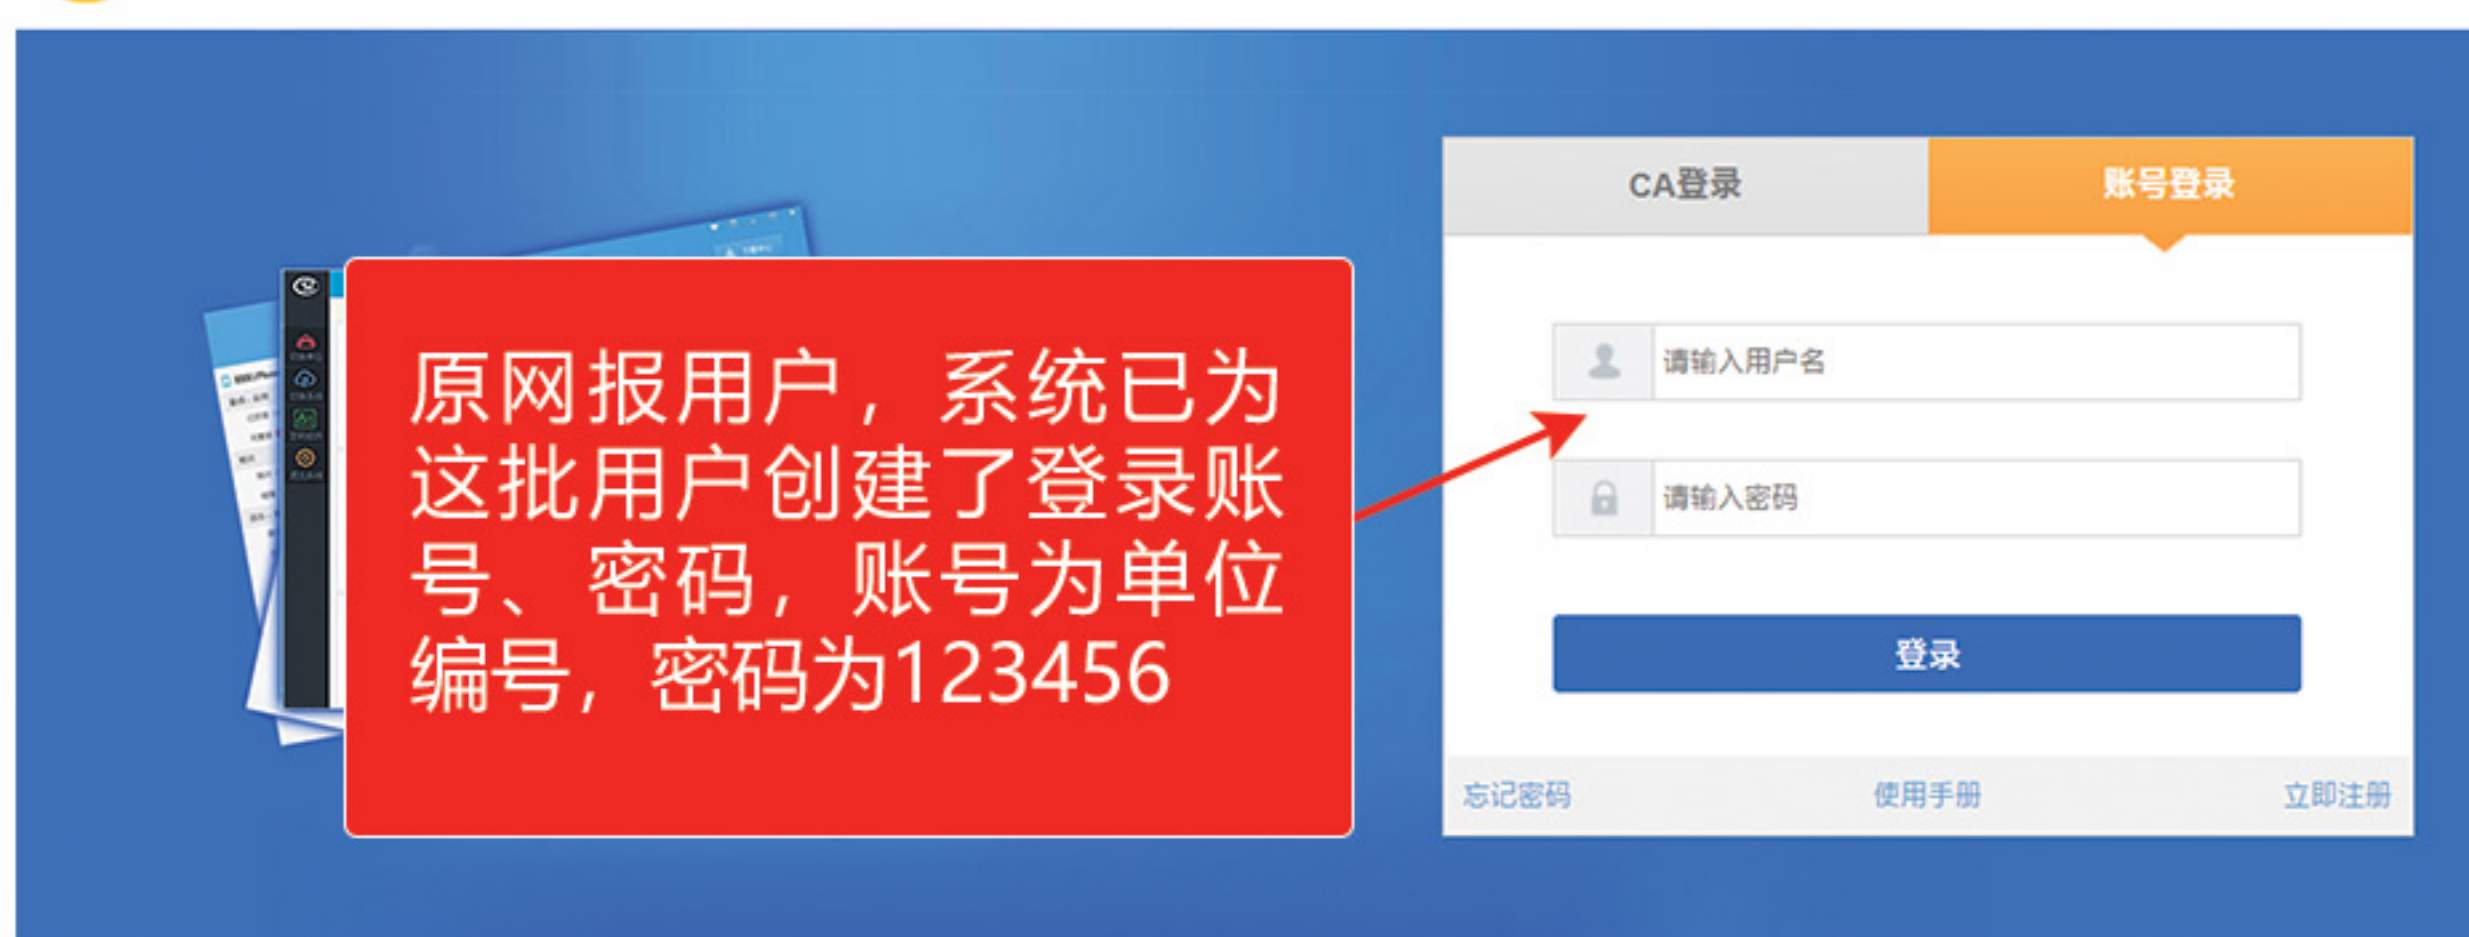 CA登录
账号登录
原网报用户，系统已为
这批用户创建了登录账
号、密码，账号为单位
编号，密码为123456
请输入用户名
请输入密码
登录
忘记密码
使用手册
立即注册